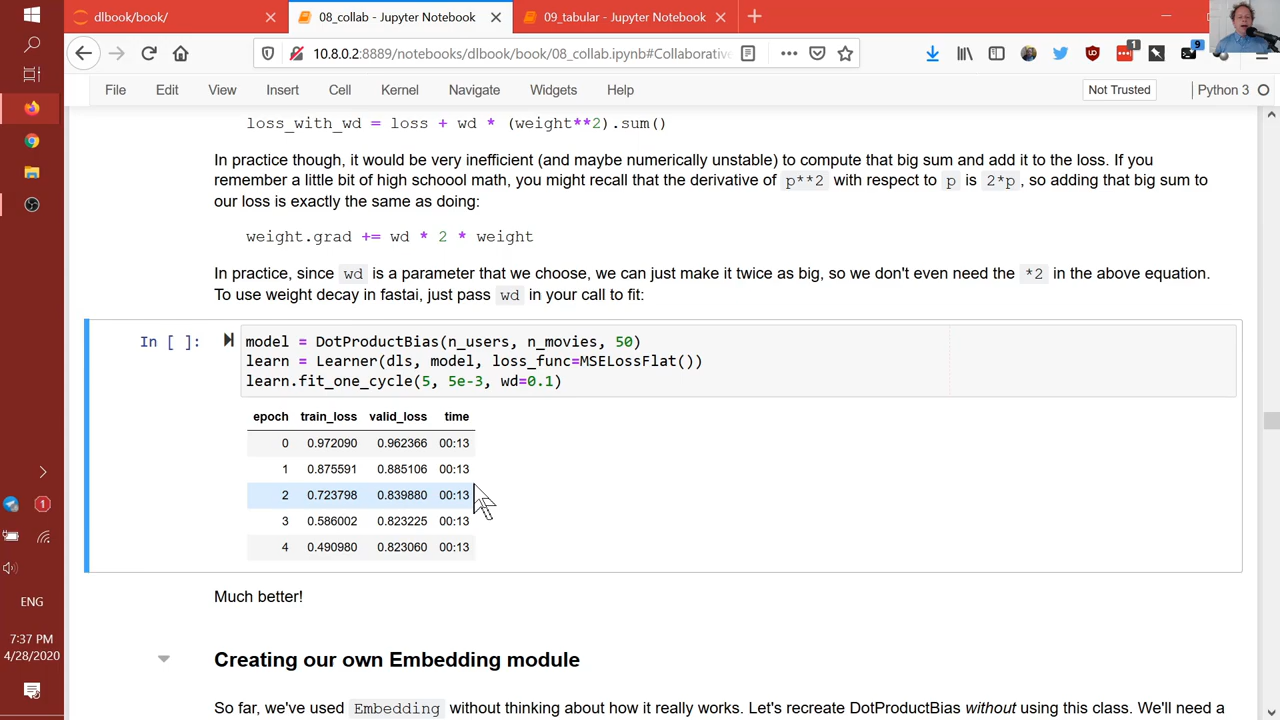 dlbook/book/
08_collab - Jupyter Notebook
09_tabular - Jupyter Notebook
10.8.0.2:8889/notebooks/dlbook/book/08_collab.ipynb#Collaborative
1
9
File Edit View Insert Cell Kernel Navigate Widgets Help
Not Trusted
Python 3
loss_with_wd = loss + wd * (weight**2).sum()
In practice though, it would be very inefficient (and maybe numerically unstable) to compute that big sum and add it to the loss. If you
remember a little bit of high schoool math, you might recall that the derivative of p**2 with respect to p is 2*p, so adding that big sum to
our loss is exactly the same as doing:
weight.grad += wd * 2 * weight
In practice, since wd is a parameter that we choose, we can just make it twice as big, so we don't even need the *2 in the above equation.
To use weight decay in fastai, just pass wd in your call to fit:
In [ ]:
model = DotProductBias(n_users, n_movies, 50)
learn = Learner(dls, model, loss_func=MSELossFlat())
learn.fit_one_cycle(5, 5e-3, wd=0.1)
epoch train_loss valid_loss time
0 0.972090 0.962366 00:13
1 0.875591 0.885106 00:13
2 0.723798 0.839880 00:13
3 0.586002 0.823225 00:13
4 0.490980 0.823060 00:13
Much better!
Creating our own Embedding module
So far, we've used Embedding without thinking about how it really works. Let's recreate DotProductBias without using this class. We'll need a
1
ENG
7:37 PM
4/28/2020